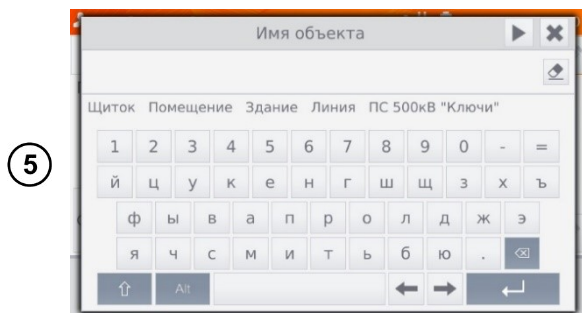 Имя объекта
Щиток Помещение Здание Линия ПС 500кВ "Ключи"
5
1 2 3 4 5 6 7 8 9 0 - =
й ц у к е н г ш щ з х ъ
ф ы в а п р о л д ж э
я ч с м и т ь б ю .
Alt